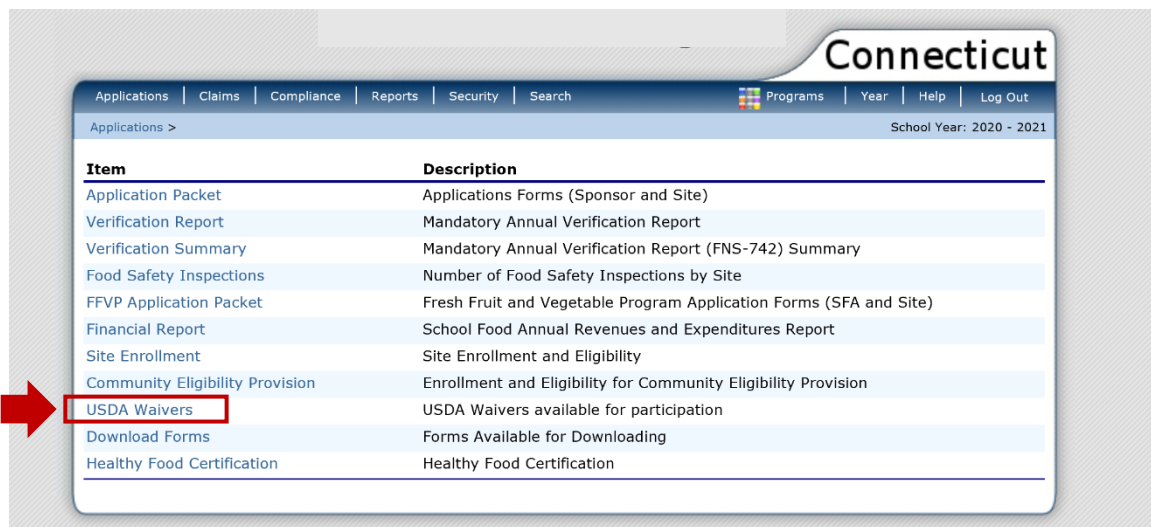 Connecticut
Applications | Claims | Compliance | Reports | Security | Search Programs | Year | Help | Log Out
Applications > School Year: 2020 - 2021
Item Description
Application Packet Applications Forms (Sponsor and Site)
Verification Report Mandatory Annual Verification Report
Verification Summary Mandatory Annual Verification Report (FNS-742) Summary
Food Safety Inspections Number of Food Safety Inspections by Site
FFVP Application Packet Fresh Fruit and Vegetable Program Application Forms (SFA and Site)
Financial Report School Food Annual Revenues and Expenditures Report
Site Enrollment Site Enrollment and Eligibility
Community Eligibility Provision Enrollment and Eligibility for Community Eligibility Provision
USDA Waivers USDA Waivers available for participation
Download Forms Forms Available for Downloading
Healthy Food Certification Healthy Food Certification